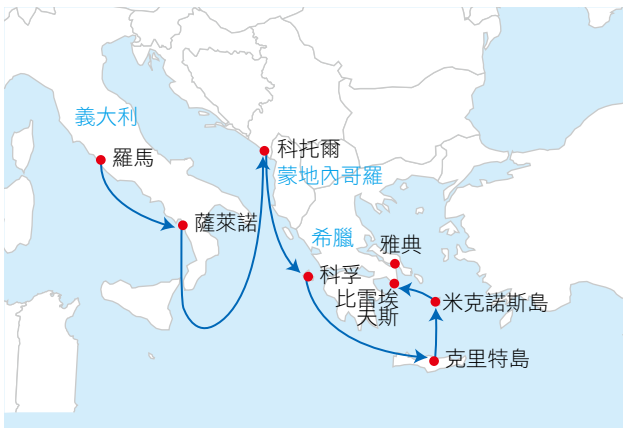 義大利
羅馬
科托爾
蒙地內哥羅
薩萊諾
希臘
雅典
科孚
比雷埃
夫斯
米克諾斯島
克里特島